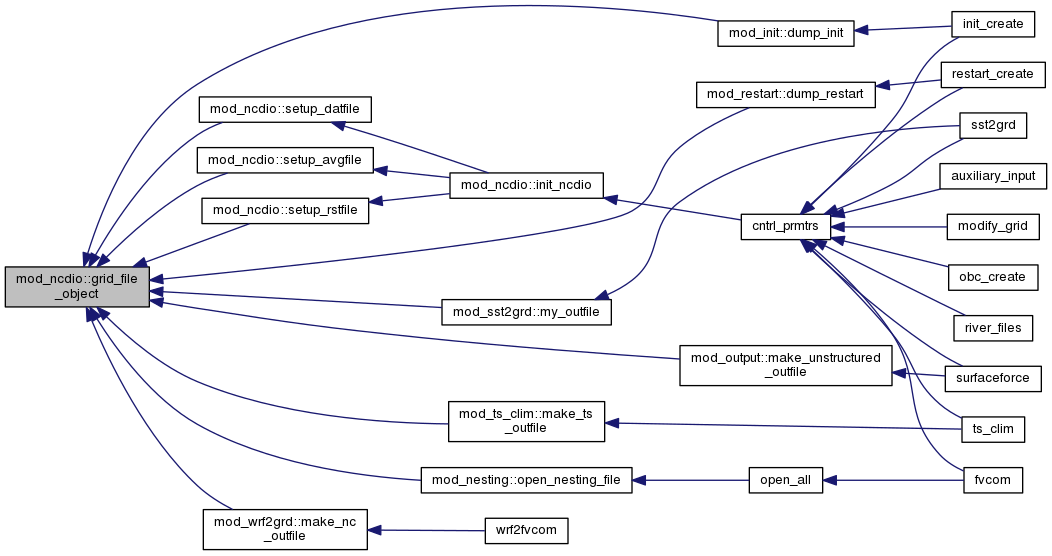 mod_init::dump_init
init_create
restart_create
mod_restart::dump_restart
mod_ncdio::setup_datfile
sst2grd
mod_ncdio::setup_avgfile
auxiliary_input
mod_ncdio::init_ncdio
mod_ncdio::setup_rstfile
cntrl_prmtrs
modify_grid
mod_ncdio::grid_file
_object
obc_create
mod_sst2grd::my_outfile
river_files
mod_output::make_unstructured
_outfile
surfaceforce
mod_ts_clim::make_ts
_outfile
ts_clim
mod_nesting::open_nesting_file
open_all
fvcom
mod_wrf2grd::make_nc
_outfile
wrf2fvcom